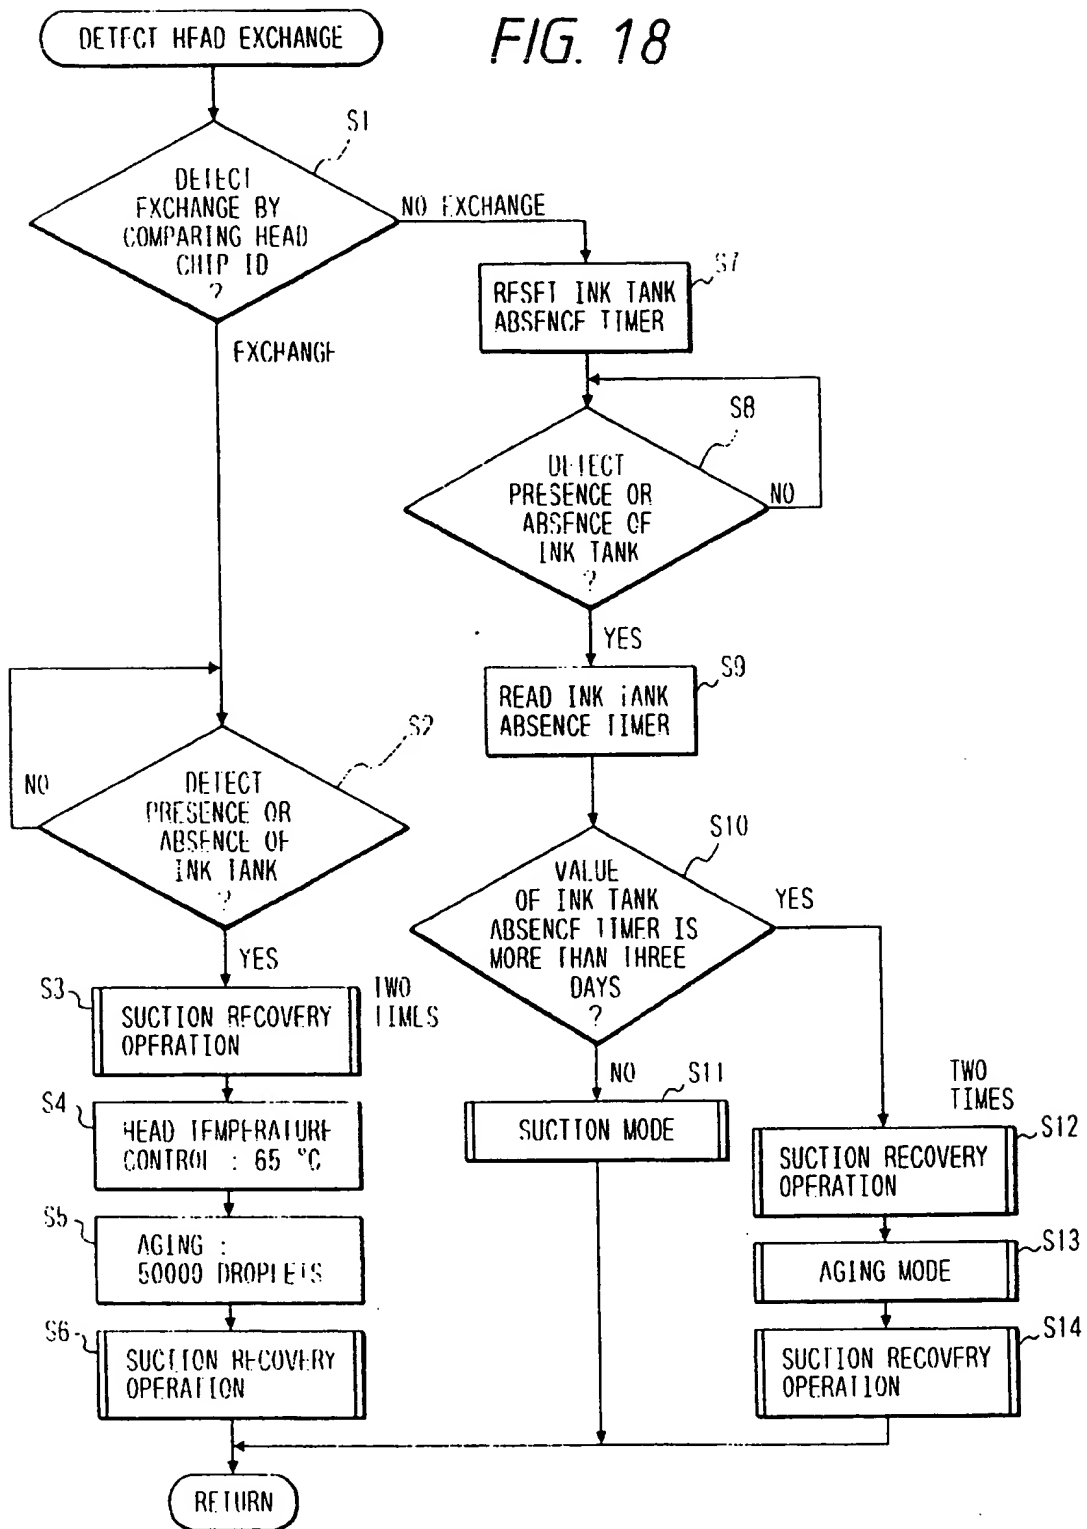 FIG. 18
DETECT HEAD EXCHANGE
S1
DETECT
EXCHANGE BY
COMPARING HEAD
CHIP ID
?
NO EXCHANGE
EXCHANGE
S7
RESET INK TANK
ABSENCE TIMER
S8
DETECT
PRESENCE OR
ABSENCE OF
INK TANK
?
NO
YES
S9
READ INK TANK
ABSENCE TIMER
S2
DETECT
PRESENCE OR
ABSENCE OF
INK TANK
?
NO
YES
S10
VALUE
OF INK TANK
ABSENCE TIMER IS
MORE THAN THREE
DAYS
?
YES
NO
S3
SUCTION RECOVERY
OPERATION
TWO
TIMES
S4
HEAD TEMPERATURE
CONTROL : 65 °C
S5
AGING :
50000 DROPLETS
S6
SUCTION RECOVERY
OPERATION
S11
SUCTION MODE
TWO
TIMES
S12
SUCTION RECOVERY
OPERATION
S13
AGING MODE
S14
SUCTION RECOVERY
OPERATION
RETURN